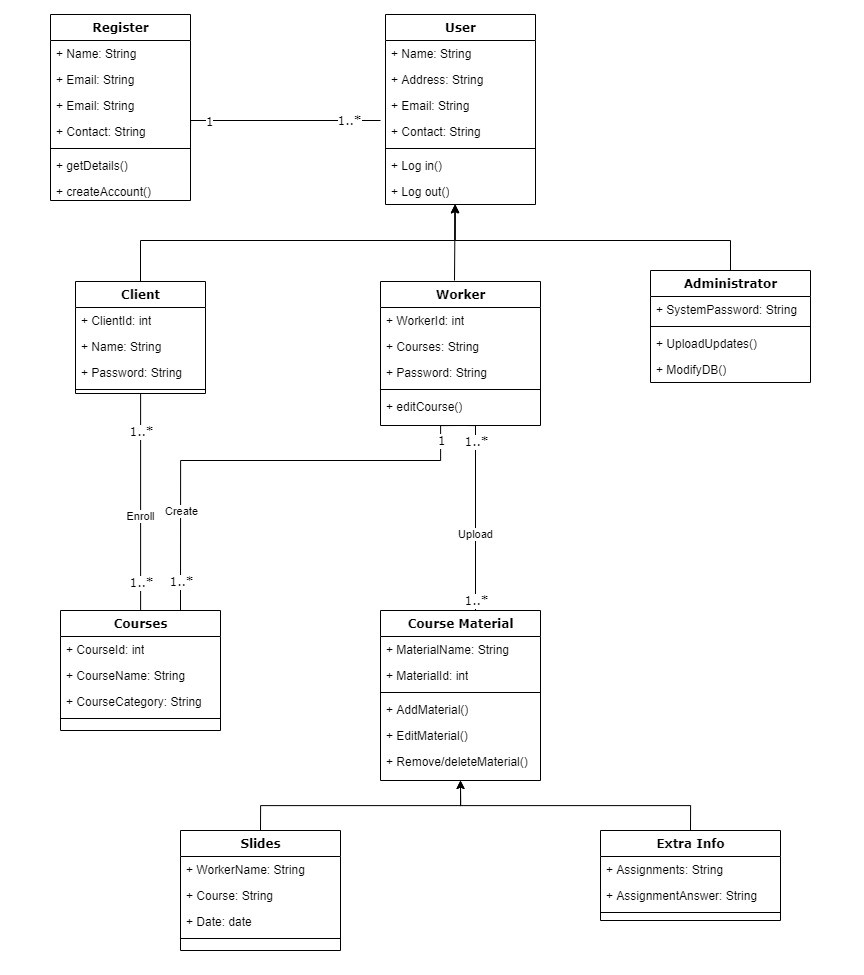 Register
+ Name: String
+ Email: String
+ Email: String
+ Contact: String
+ getDetails()
+ createAccount()
1
1..*
User
+ Name: String
+ Address: String
+ Email: String
+ Contact: String
+ Log in()
+ Log out()
Client
+ ClientId: int
+ Name: String
+ Password: String
Worker
+ WorkerId: int
+ Courses: String
+ Password: String
+ editCourse()
Administrator
+ SystemPassword: String
+ UploadUpdates()
+ ModifyDB()
1..*
Enroll
1..*
1
Create
1..*
1..*
Upload
1..*
Courses
+ CourseId: int
+ CourseName: String
+ CourseCategory: String
Course Material
+ MaterialName: String
+ MaterialId: int
+ AddMaterial()
+ EditMaterial()
+ Remove/deleteMaterial()
Slides
+ WorkerName: String
+ Course: String
+ Date: date
Extra Info
+ Assignments: String
+ AssignmentAnswer: String